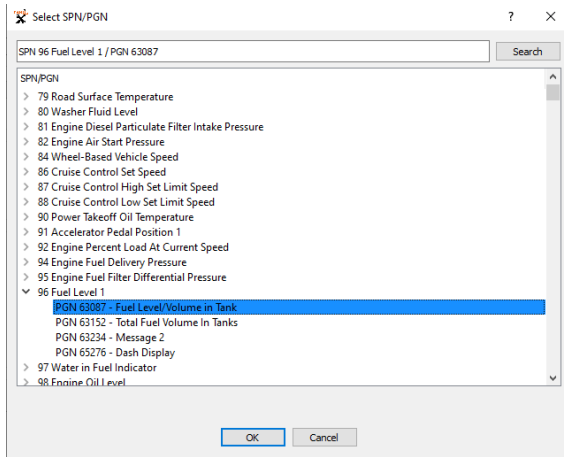 Select SPN/PGN
?
SPN 96 Fuel Level 1 / PGN 63087
Search
SPN/PGN
79 Road Surface Temperature
80 Washer Fluid Level
81 Engine Diesel Particulate Filter Intake Pressure
82 Engine Air Start Pressure
84 Wheel-Based Vehicle Speed
86 Cruise Control Set Speed
87 Cruise Control High Set Limit Speed
88 Cruise Control Low Set Limit Speed
90 Power Takeoff Oil Temperature
91 Accelerator Pedal Position 1
92 Engine Percent Load At Current Speed
94 Engine Fuel Delivery Pressure
95 Engine Fuel Filter Differential Pressure
96 Fuel Level 1
PGN 63087 - Fuel Level/Volume in Tank
PGN 63152 - Total Fuel Volume In Tanks
PGN 63234 - Message 2
PGN 65276 - Dash Display
97 Water in Fuel Indicator
98 Engine Oil Level
OK
Cancel